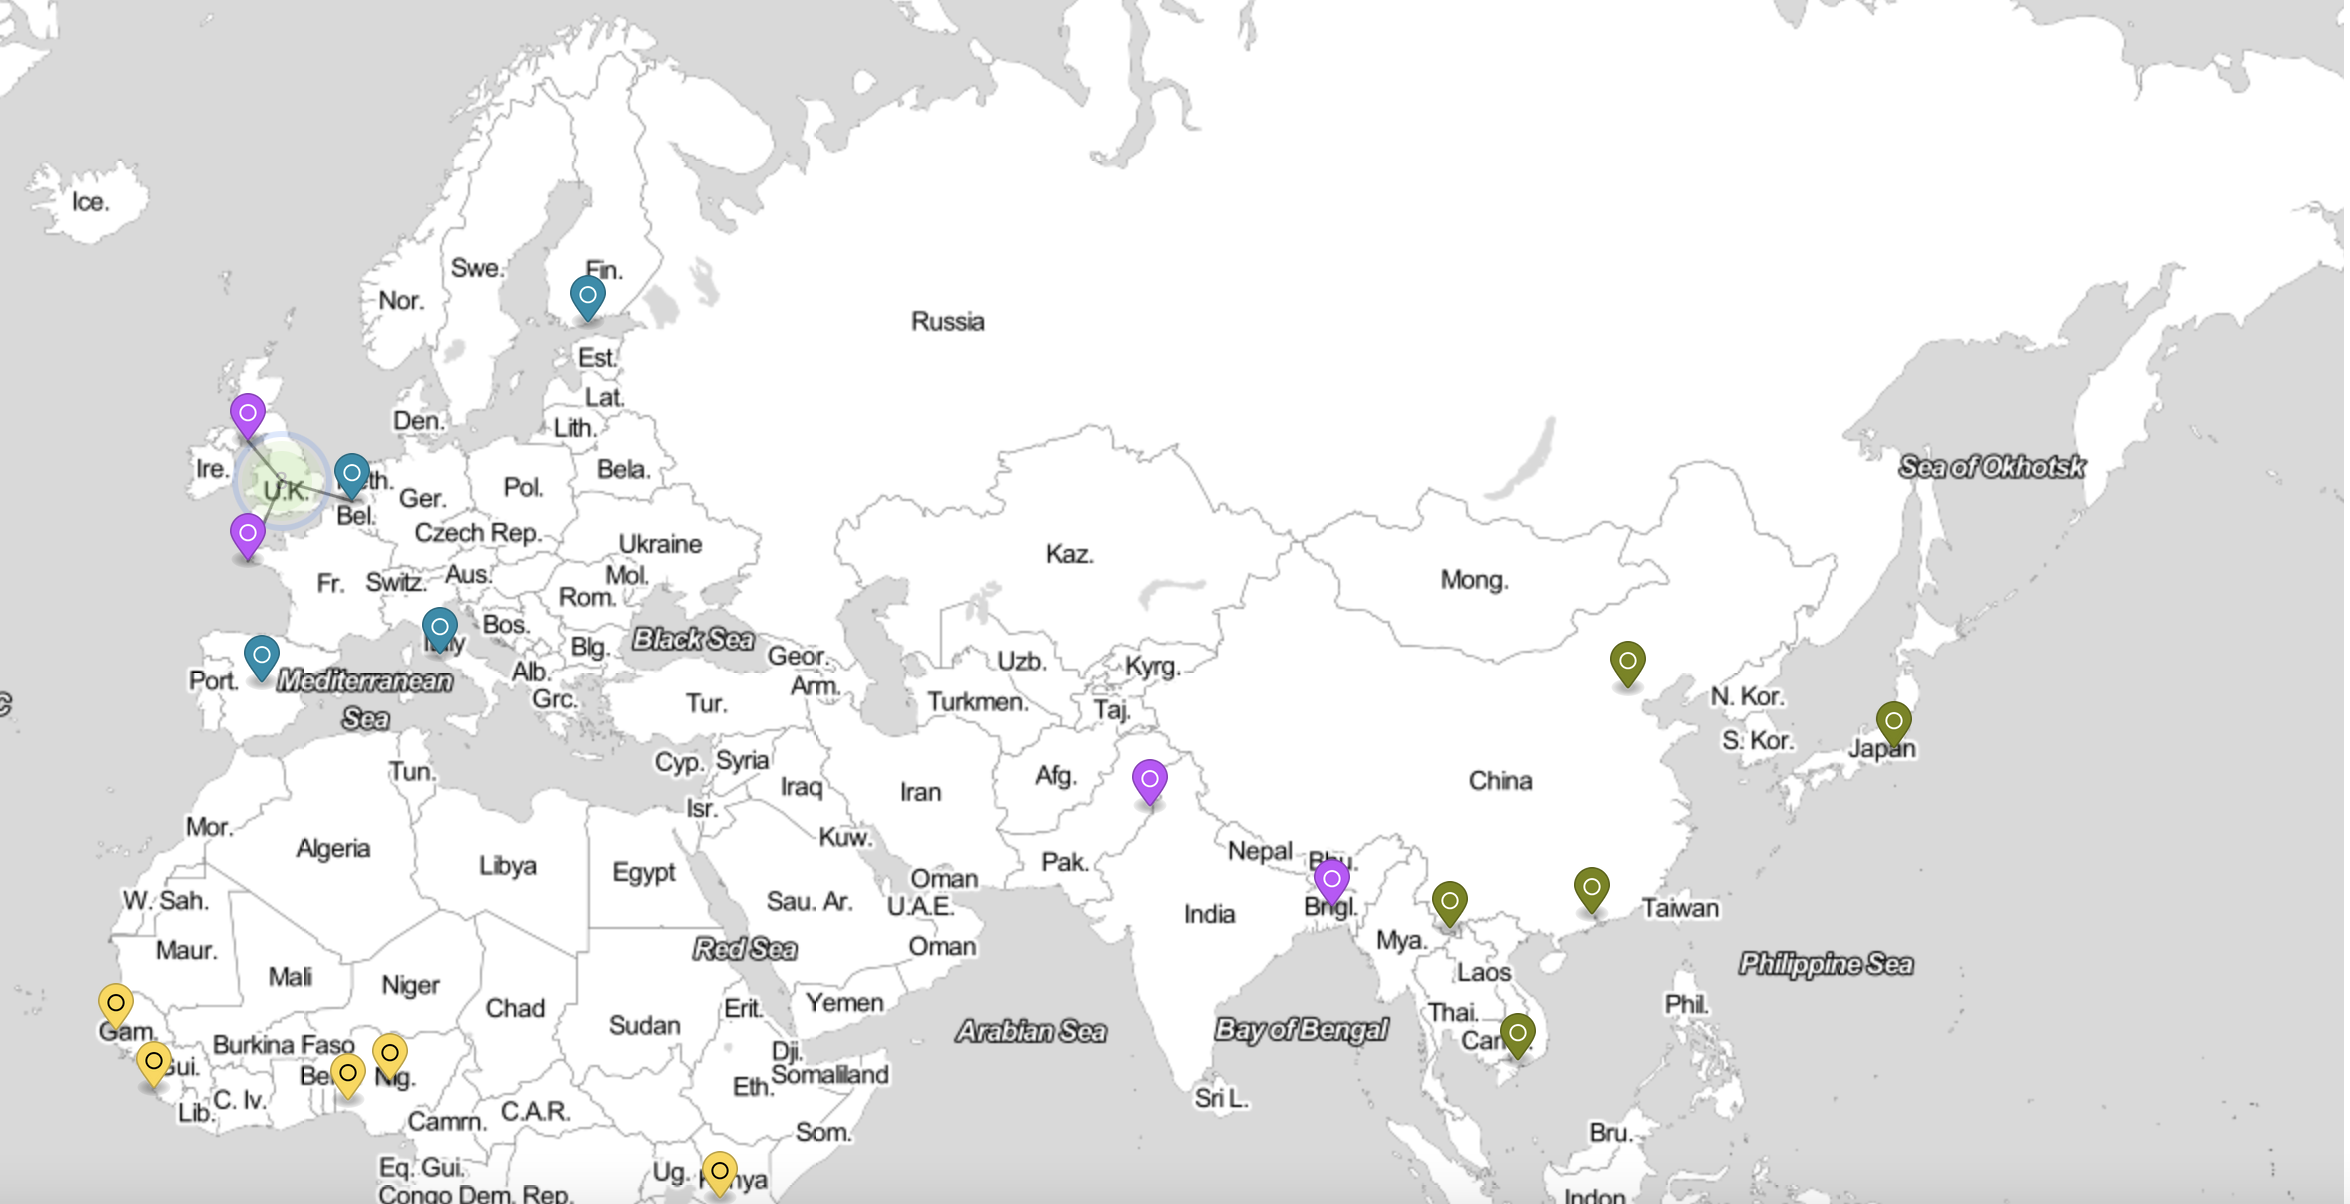 Ice.
Fin.
Swe.
Nor.
Russia
Est.
Lat.
Den.
Lith.
Ire.
Bela.
Sea of Okhotsk
U.K.
Ger.
Pol.
Bel.
Czech Rep.
Ukraine
Kaz.
Fr.
Switz.
Aus.
Mol.
Mong.
Rom.
Bos.
Black Sea
Blg.
Geor.
Uzb.
Kyrg.
Alb.
Port.
Mediterranean
Sea
Arm.
Grc.
Tur.
Turkmen.
Taj.
N. Kor.
S. Kor.
Japan
Tun.
Cyp.
Syria
Iraq
Iran
Afg.
China
Isr.
Mor.
Kuw.
Algeria
Libya
Egypt
Pak.
Nepal
Bhu.
Oman
W. Sah.
Sau. Ar.
U.A.E.
India
Bngl.
Taiwan
Maur.
Red Sea
Oman
Mya.
Philippine Sea
Mali
Niger
Chad
Laos
Erit.
Yemen
Phil.
Thai.
Gam.
Burkina Faso
Sudan
Arabian Sea
Bay of Bengal
Dji.
Nig.
Somaliland
Eth.
Lib.
C. Iv.
Camrn.
C.A.R.
Sri L.
Som.
Bru.
Eq. Gui.
Ug.
Congo Dem. Rep.
Indon.